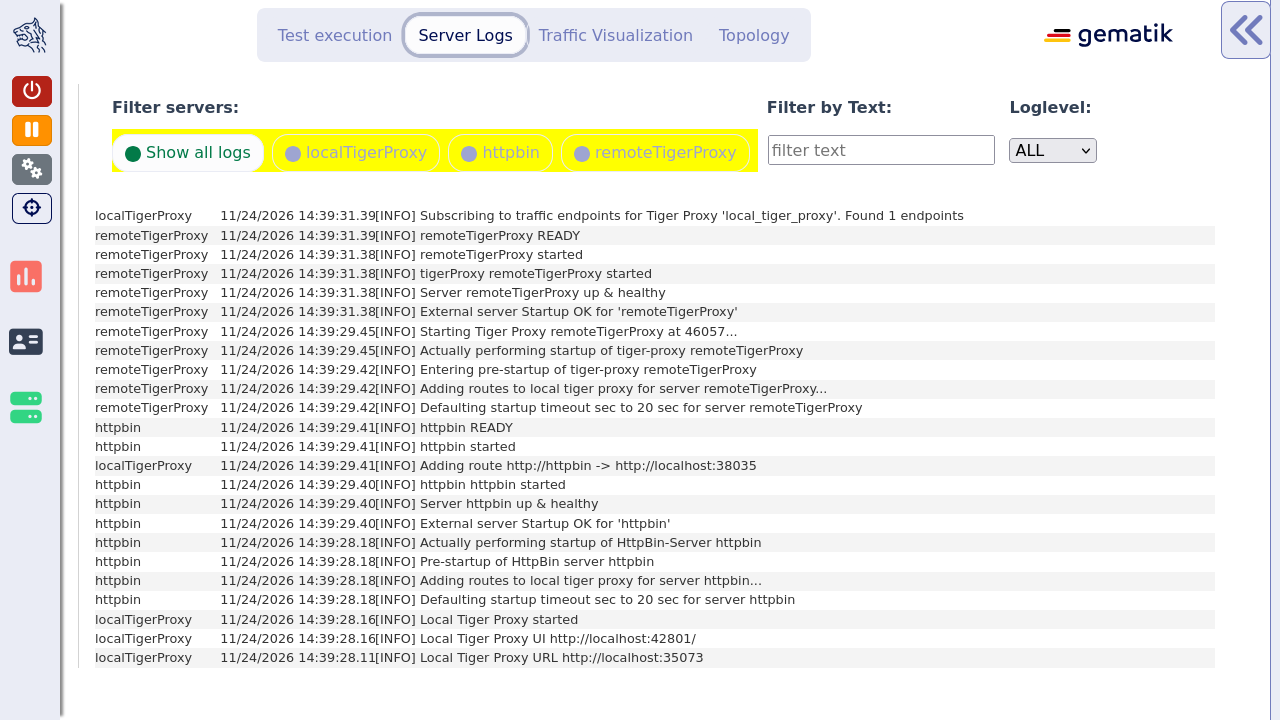 Test execution Server Logs Traffic Visualization Topology gematik
Filter servers: Filter by Text: Loglevel:
Show all logs localTigerProxy httpbin remoteTigerProxy filter text ALL
localTigerProxy 11/24/2026 14:39:31.39[INFO] Subscribing to traffic endpoints for Tiger Proxy 'local_tiger_proxy'. Found 1 endpoints
remoteTigerProxy 11/24/2026 14:39:31.39[INFO] remoteTigerProxy READY
remoteTigerProxy 11/24/2026 14:39:31.38[INFO] remoteTigerProxy started
remoteTigerProxy 11/24/2026 14:39:31.38[INFO] tigerProxy remoteTigerProxy started
remoteTigerProxy 11/24/2026 14:39:31.38[INFO] Server remoteTigerProxy up & healthy
remoteTigerProxy 11/24/2026 14:39:31.38[INFO] External server Startup OK for 'remoteTigerProxy'
remoteTigerProxy 11/24/2026 14:39:29.45[INFO] Starting Tiger Proxy remoteTigerProxy at 46057...
remoteTigerProxy 11/24/2026 14:39:29.45[INFO] Actually performing startup of tiger-proxy remoteTigerProxy
remoteTigerProxy 11/24/2026 14:39:29.42[INFO] Entering pre-startup of tiger-proxy remoteTigerProxy
remoteTigerProxy 11/24/2026 14:39:29.42[INFO] Adding routes to local tiger proxy for server remoteTigerProxy...
remoteTigerProxy 11/24/2026 14:39:29.42[INFO] Defaulting startup timeout sec to 20 sec for server remoteTigerProxy
httpbin 11/24/2026 14:39:29.41[INFO] httpbin READY
httpbin 11/24/2026 14:39:29.41[INFO] httpbin started
localTigerProxy 11/24/2026 14:39:29.41[INFO] Adding route http://httpbin -> http://localhost:38035
httpbin 11/24/2026 14:39:29.40[INFO] httpbin httpbin started
httpbin 11/24/2026 14:39:29.40[INFO] Server httpbin up & healthy
httpbin 11/24/2026 14:39:29.40[INFO] External server Startup OK for 'httpbin'
httpbin 11/24/2026 14:39:28.18[INFO] Actually performing startup of HttpBin-Server httpbin
httpbin 11/24/2026 14:39:28.18[INFO] Pre-startup of HttpBin server httpbin
httpbin 11/24/2026 14:39:28.18[INFO] Adding routes to local tiger proxy for server httpbin...
httpbin 11/24/2026 14:39:28.18[INFO] Defaulting startup timeout sec to 20 sec for server httpbin
localTigerProxy 11/24/2026 14:39:28.16[INFO] Local Tiger Proxy started
localTigerProxy 11/24/2026 14:39:28.16[INFO] Local Tiger Proxy UI http://localhost:42801/
localTigerProxy 11/24/2026 14:39:28.11[INFO] Local Tiger Proxy URL http://localhost:35073